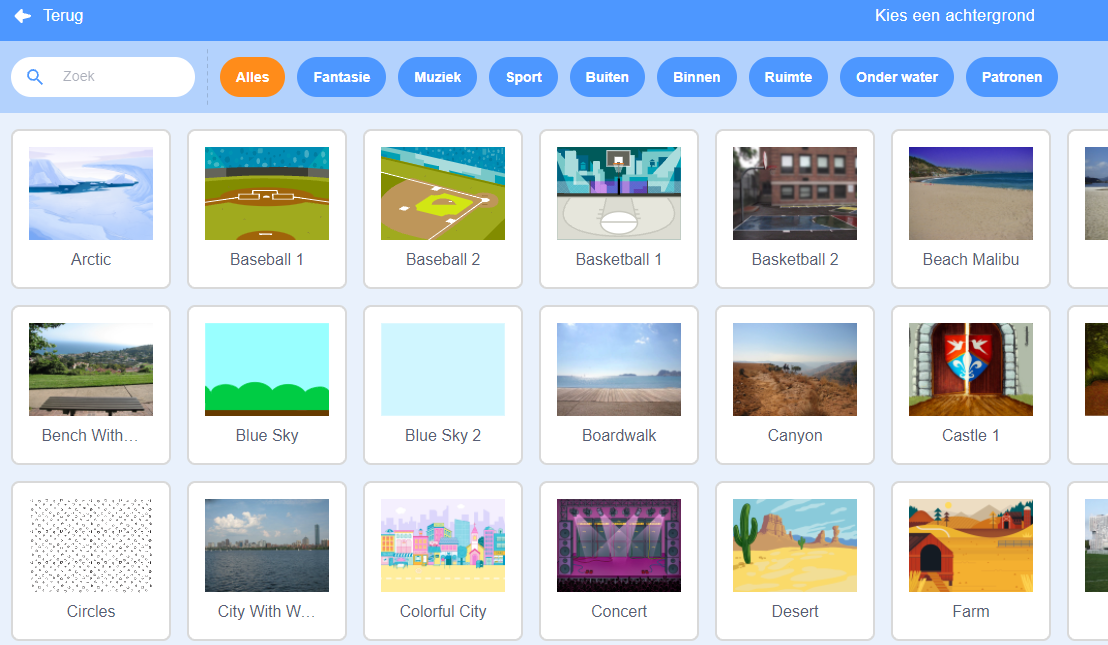 Terug
Kies een achtergrond
Zoek
Alles
Fantasie
Muziek
Sport
Buiten
Binnen
Ruimte
Onder water
Patronen
Arctic
Baseball 1
Baseball 2
Basketball 1
Basketball 2
Beach Malibu
Bench With...
Blue Sky
Blue Sky 2
Boardwalk
Canyon
Castle 1
Circles
City With W...
Colorful City
Concert
Desert
Farm